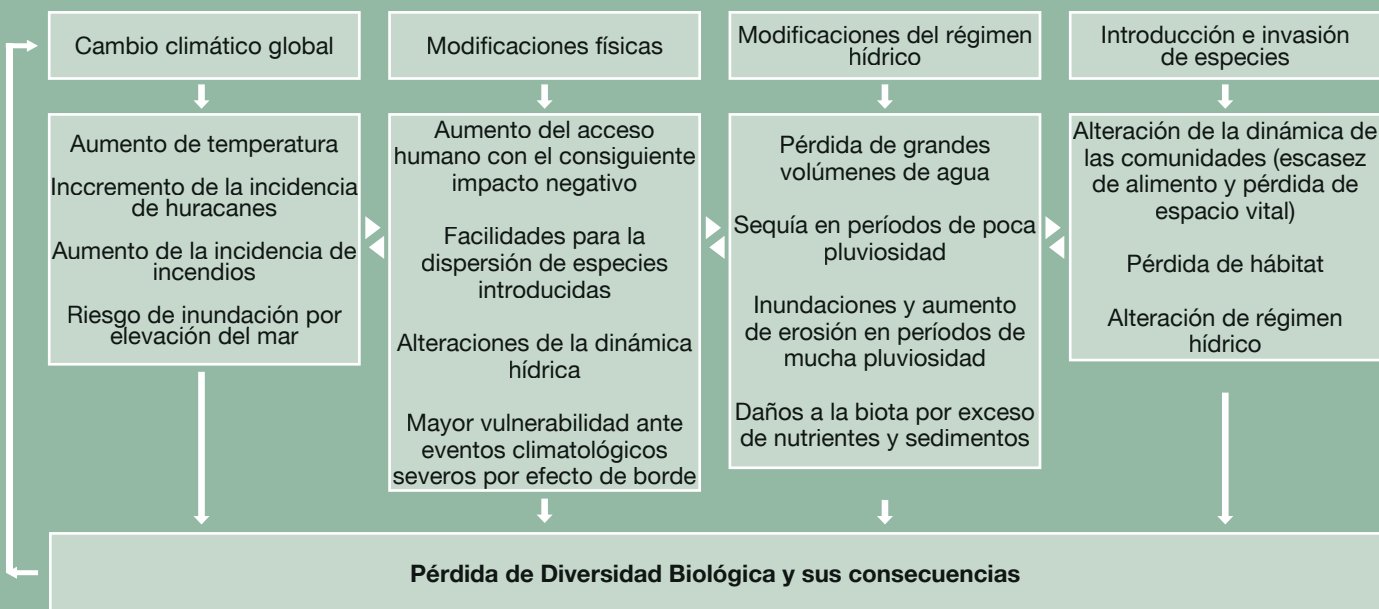 Cambio climático global
Modificaciones físicas
Modificaciones del régimen
hídrico
Introducción e invasión
de especies
Aumento de temperatura
Inccremento de la incidencia
de huracanes
Aumento de la incidencia de
incendios
Riesgo de inundación por
elevación del mar
Aumento del acceso
humano con el consiguiente
impacto negativo
Facilidades para la
dispersión de especies
introducidas
Alteraciones de la dinámica
hídrica
Mayor vulnerabilidad ante
eventos climatológicos
severos por efecto de borde
Pérdida de grandes
volúmenes de agua
Sequía en períodos de poca
pluviosidad
Inundaciones y aumento
de erosión en períodos de
mucha pluviosidad
Daños a la biota por exceso
de nutrientes y sedimentos
Alteración de la dinámica de
las comunidades (escasez
de alimento y pérdida de
espacio vital)
Pérdida de hábitat
Alteración de régimen
hídrico
Pérdida de Diversidad Biológica y sus consecuencias